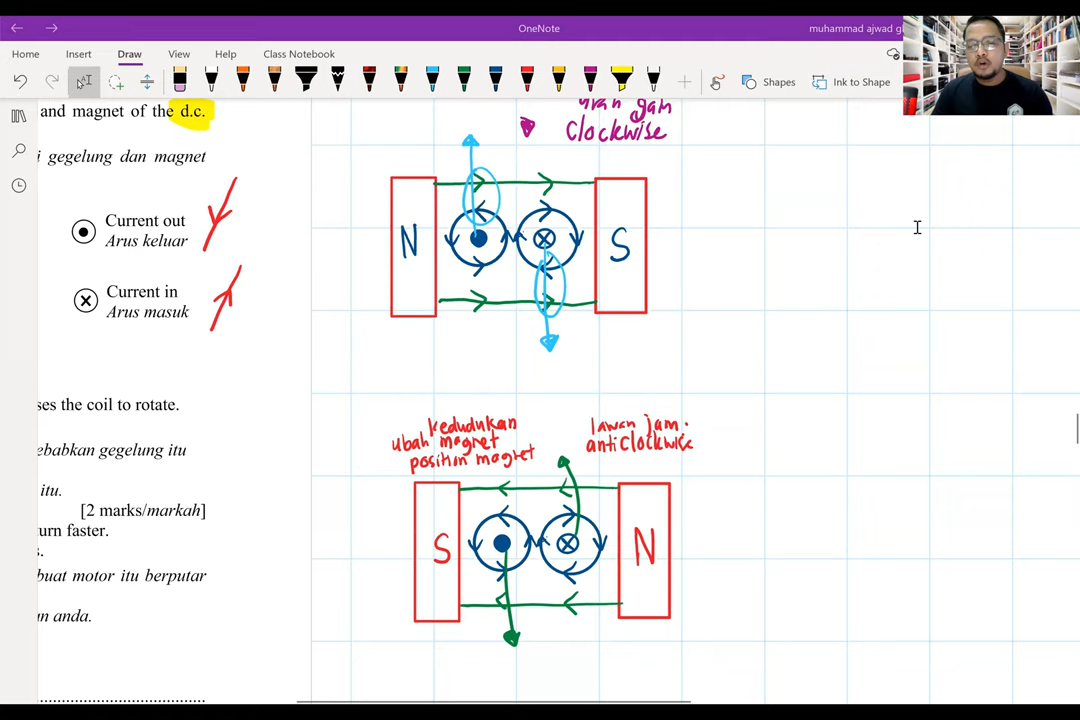 OneNote
muhammad ajwad g
Home
Insert
Draw
View
Help
Class Notebook
Shapes
Ink to Shape
and magnet of the d.c.
i gegelung dan magnet
Current out
Arus keluar
Current in
Arus masuk
ses the coil to rotate.
ebabkan gegelung itu
itu.
[2 marks/markah]
urn faster.
s.
buat motor itu berputar
n anda.
jam
clockwise
N
S
kedudukan
ubah magnet
position magnet
lawan jam.
anticlockwise
S
N